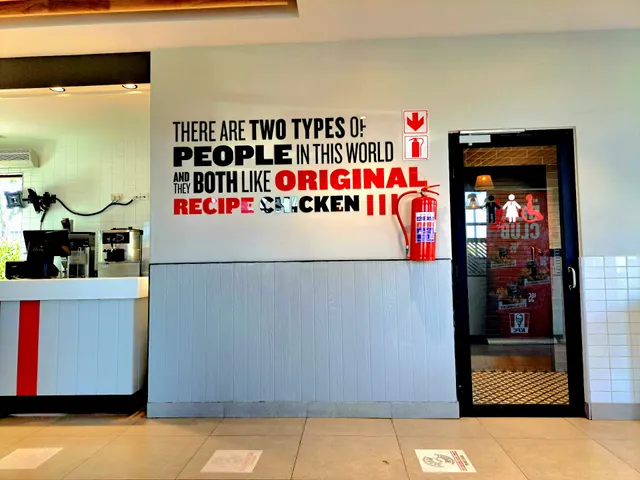 THERE ARE TWO TYPES OF
PEOPLE IN THIS WORLD
AND THEY BOTH LIKE ORIGINAL
RECIPE CHICKEN
CLUB
KFC